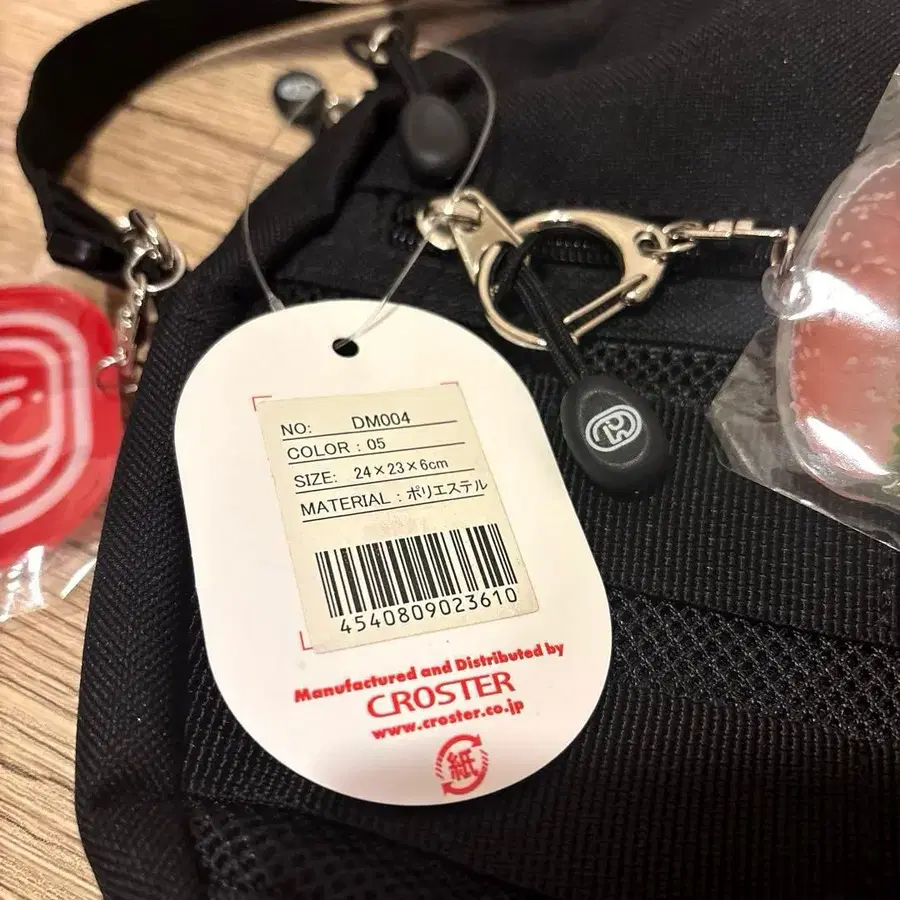 NO: DM004
COLOR : 05
SIZE: 24×23×6cm
MATERIAL : ポリエステル
4540809023610
Manufactured and Distributed by
CROSTER
www.croster.co.jp
紙